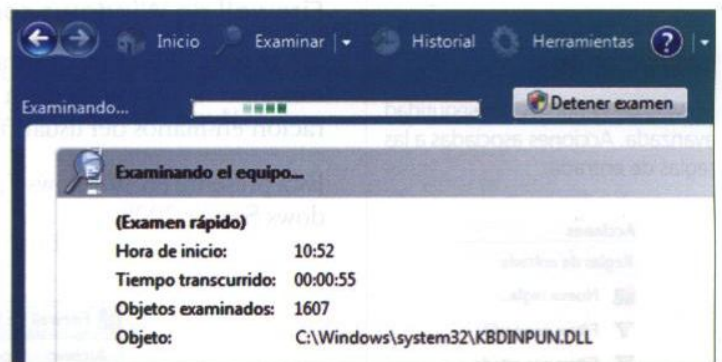 Inicio Examinar Historial Herramientas ?
Examinando... Detener examen
Examinando el equipo...
(Examen rápido)
Hora de inicio: 10:52
Tiempo transcurrido: 00:00:55
Objetos examinados: 1607
Objeto: C:\Windows\system32\KBDINPUN.DLL